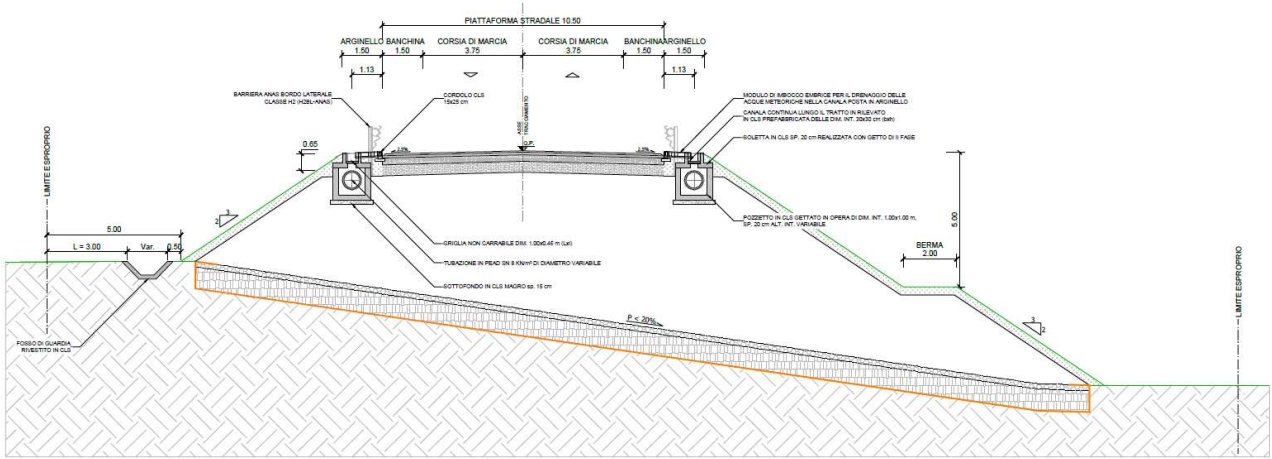 PIATTAFORMA STRADALE 10.50
ARGINELLO BANCHINA CORSIA DI MARCIA CORSIA DI MARCIA BANCHINA ARGINELLO
1.50 1.50 3.75 3.75 1.50 1.50
1.13 1.13
BARRIERA ANAS BORDO LATERALE
CLASSE H2 (H2BL-ANAS)
CORDOLO CLS
15x25 cm
ASSE
TRACCIAMENTO
Q.P.
MODULO DI IMBOCCO EMBRICE PER IL DRENAGGIO DELLE
ACQUE METEORICHE NELLA CANALA POSTA IN ARGINELLO
CANALA CONTINUA LUNGO IL TRATTO IN RILEVATO
IN CLS PREFABBRICATA DELLE DIM. INT. 30x30 cm (bxh)
SOLETTA IN CLS SP. 20 cm REALIZZATA CON GETTO DI II FASE
2,5% 2,5%
0.65
LIMITE ESPROPRIO
3
2
5.00
L = 3.00 Var. 0.50
POZZETTO IN CLS GETTATO IN OPERA DI DIM. INT. 1.00x1.00 m,
SP. 20 cm ALT. INT. VARIABILE
5.00
BERMA
2.00
GRIGLIA NON CARRABILE DIM. 1.00x0.45 m (Lxl)
TUBAZIONE IN PEAD SN 8 KN/m² DI DIAMETRO VARIABILE
SOTTOFONDO IN CLS MAGRO sp. 15 cm
LIMITE ESPROPRIO
P < 20%
3
2
FOSSO DI GUARDIA
RIVESTITO IN CLS